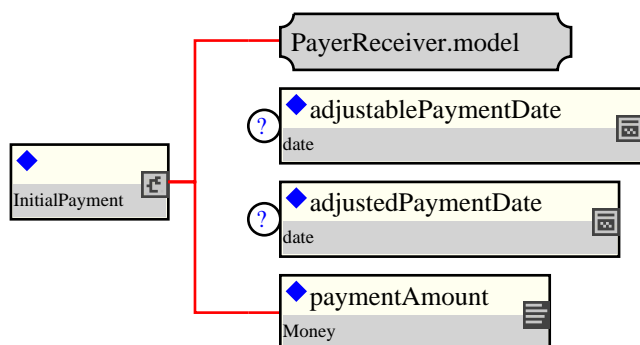 PayerReceiver.model
? adjustablePaymentDate
date
InitialPayment
? adjustedPaymentDate
date
paymentAmount
Money